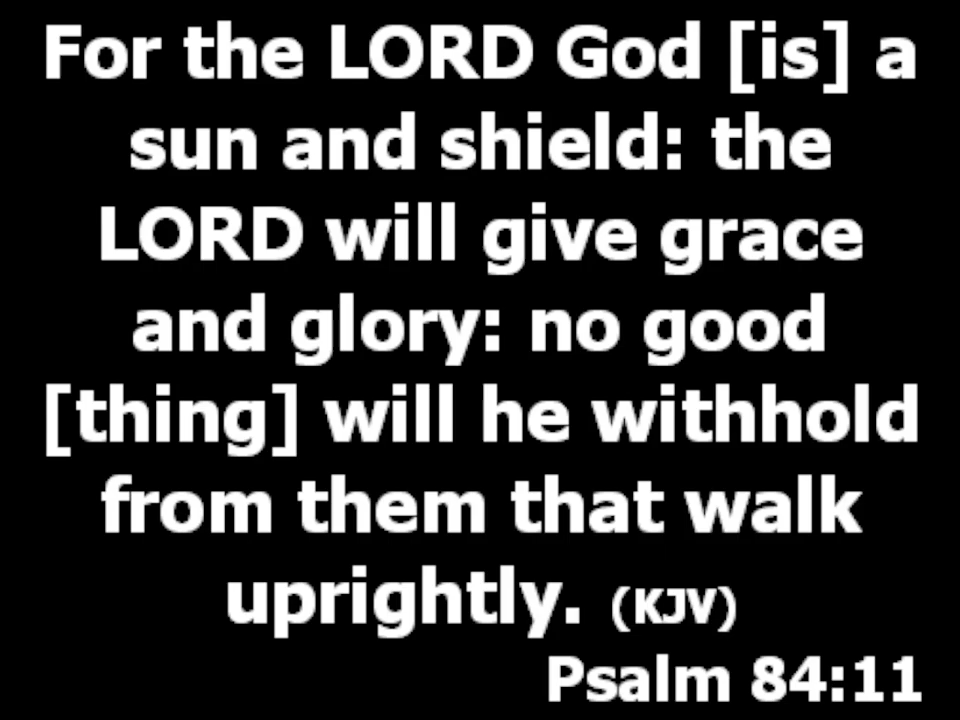 For the LORD God [is] a
sun and shield: the
LORD will give grace
and glory: no good
[thing] will he withhold
from them that walk
uprightly. (KJV)
Psalm 84:11